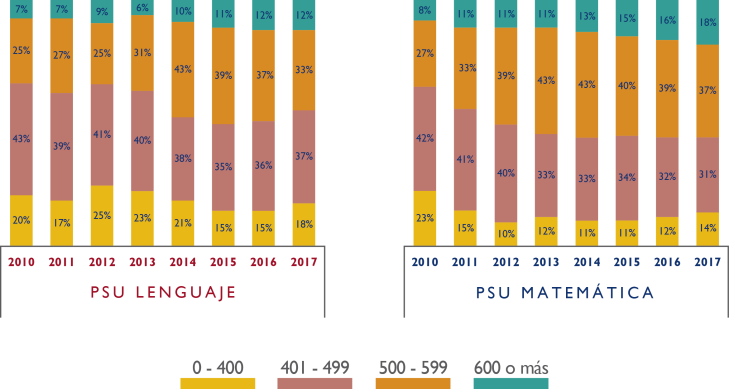 7% 7% 9% 6% 10% 11% 12% 12%
25% 27% 25% 31% 43% 39% 37% 33%
43% 39% 41% 40% 38% 35% 36% 37%
20% 17% 25% 23% 21% 15% 15% 18%
2010 2011 2012 2013 2014 2015 2016 2017
PSU LENGUAJE
8% 11% 11% 11% 13% 15% 16% 18%
27% 33% 39% 43% 43% 40% 39% 37%
42% 41% 40% 33% 33% 34% 32% 31%
23% 15% 10% 12% 11% 11% 12% 14%
2010 2011 2012 2013 2014 2015 2016 2017
PSU MATEMÁTICA
0 - 400 401 - 499 500 - 599 600 o más